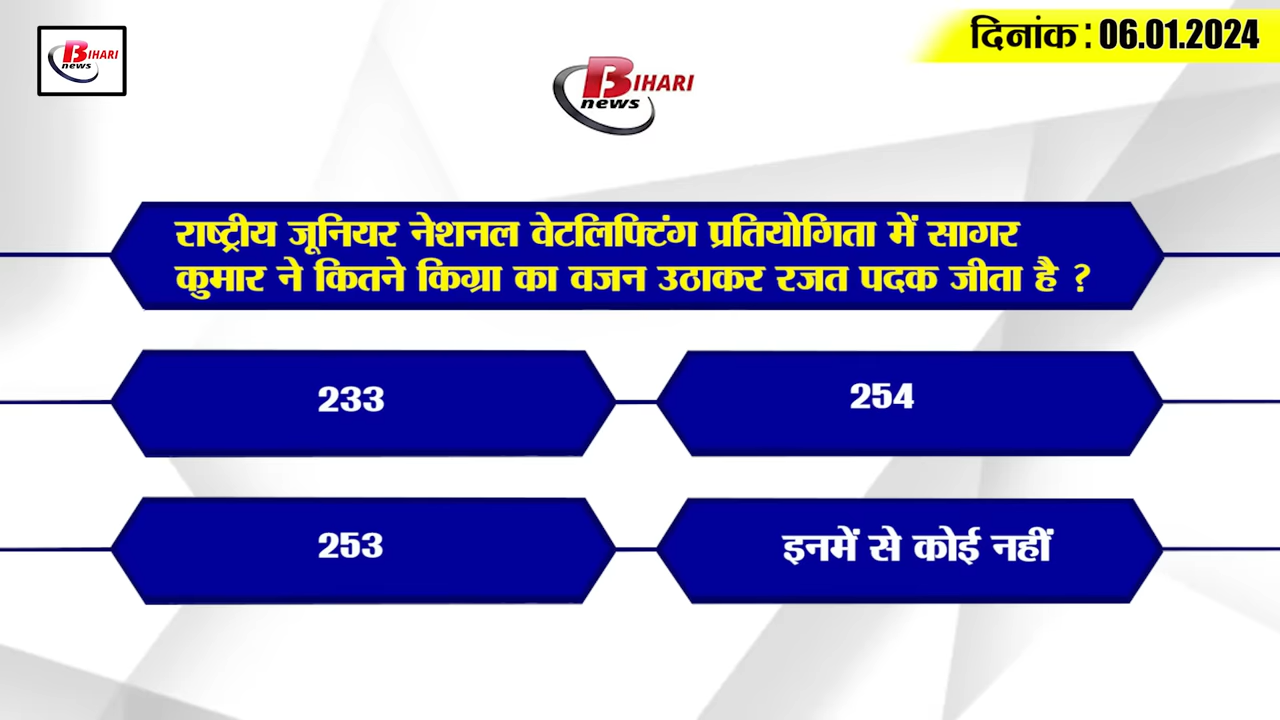 BIHARI
news
दिनांक : 06.01.2024
BIHARI
news
राष्ट्रीय जूनियर नेशनल वेटलिफ्टिंग प्रतियोगिता में सागर
कुमार ने कितने किग्रा का वजन उठाकर रजत पदक जीता है ?
233
254
253
इनमें से कोई नहीं